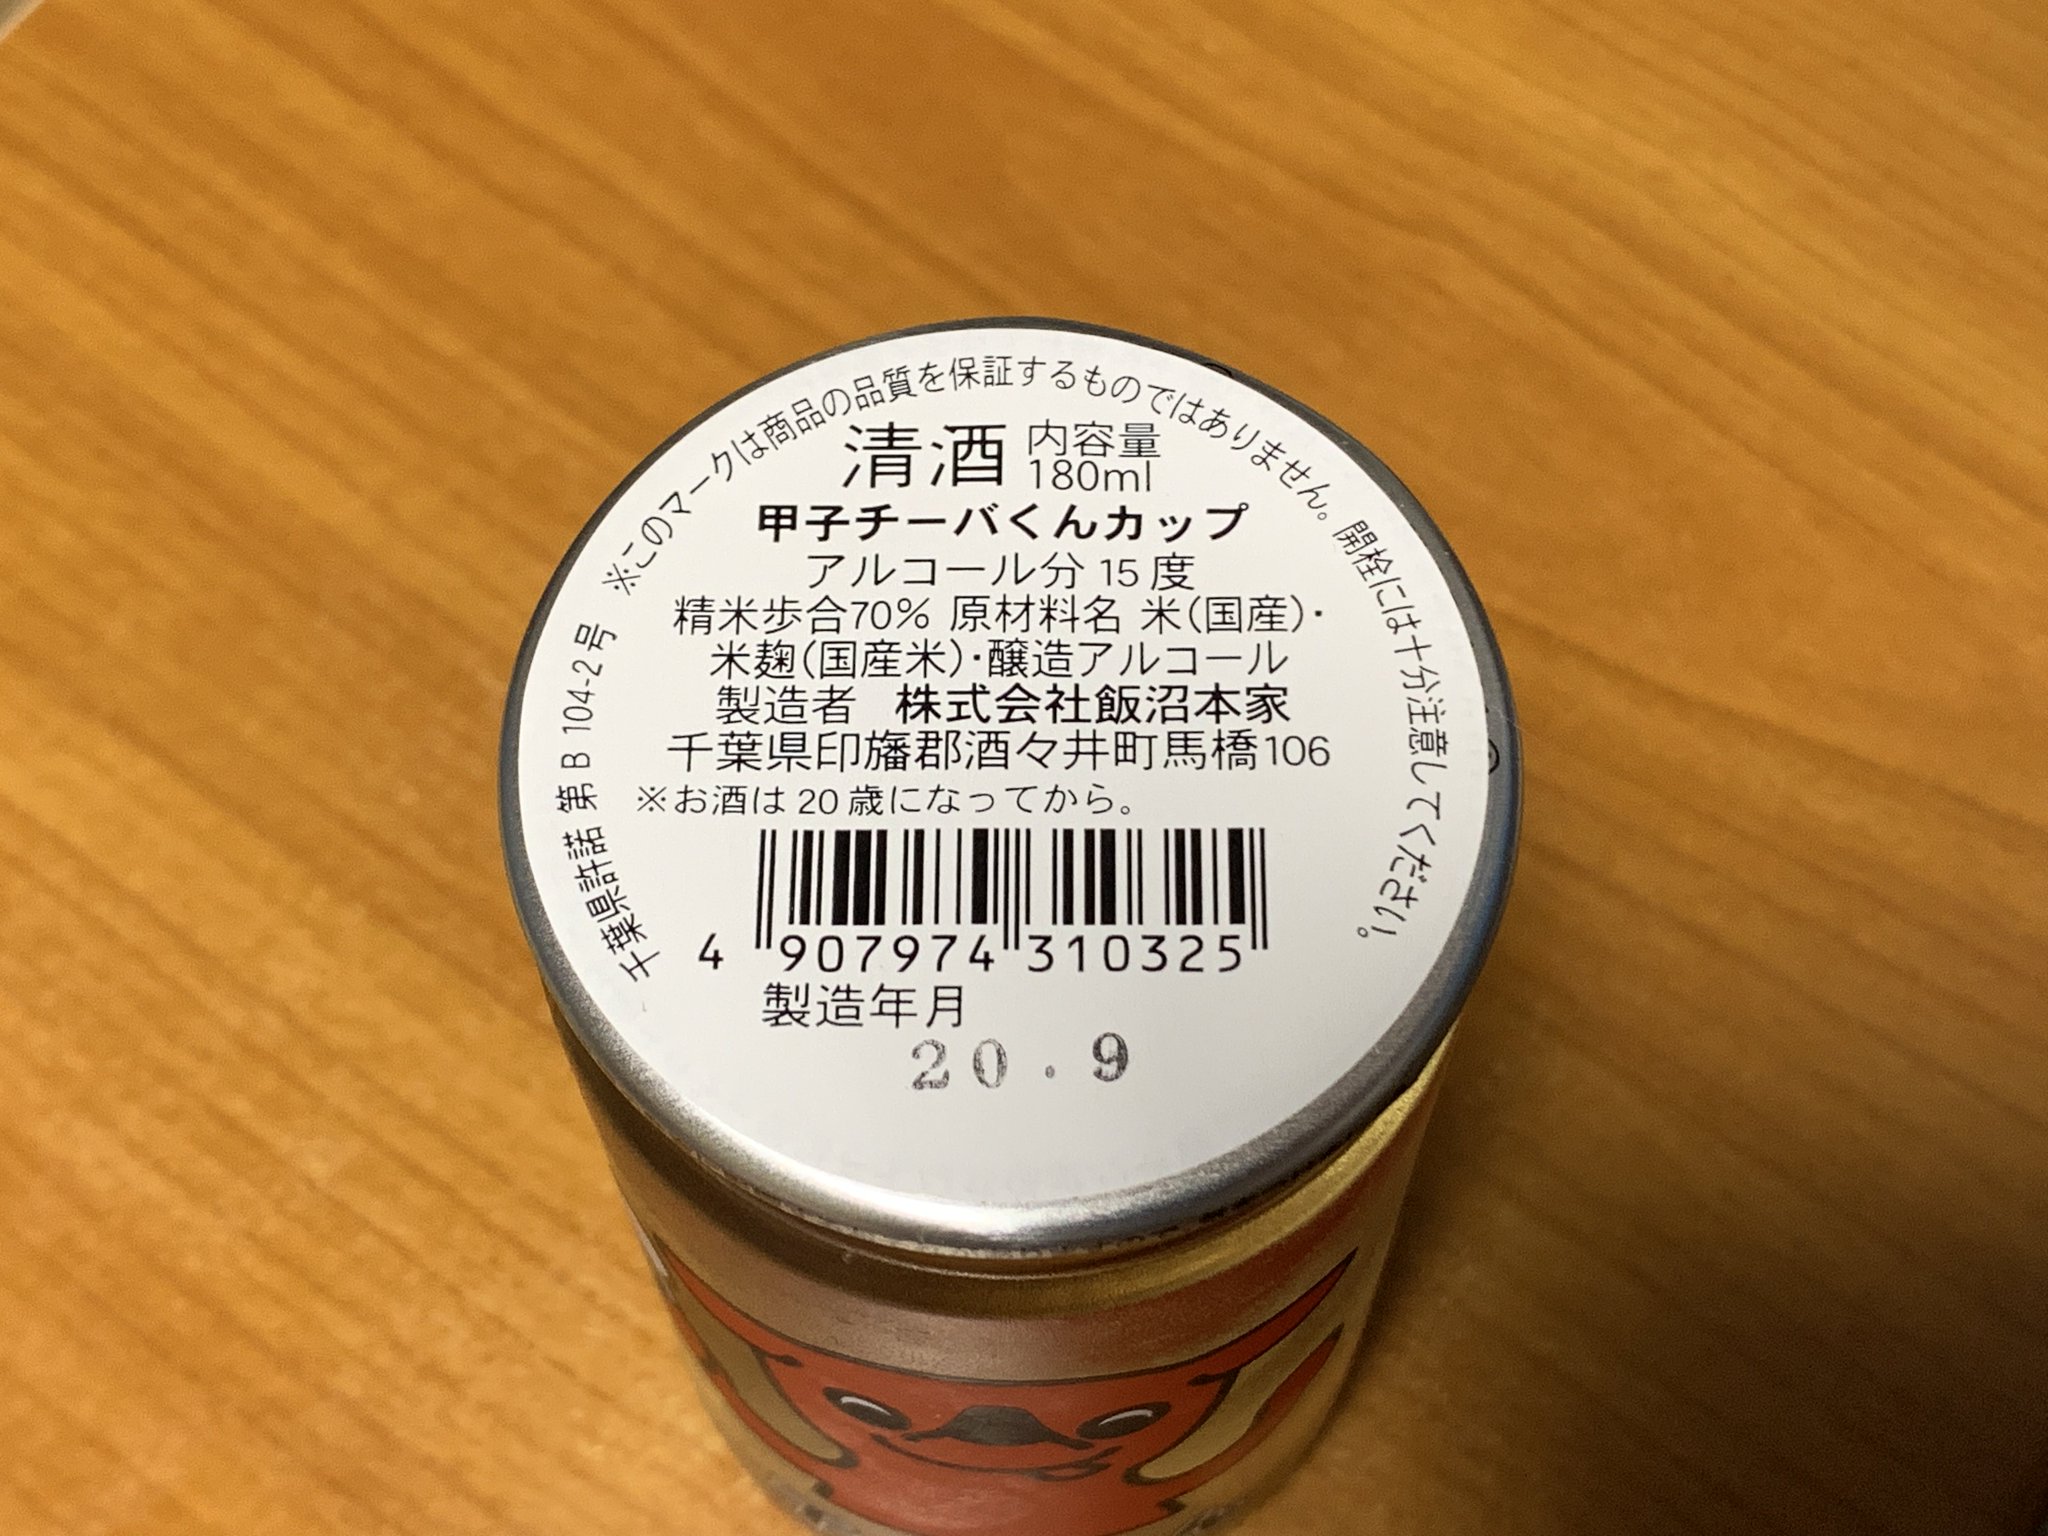 千葉県許諾 第B104-2号 ※このマークは商品の品質を保証するものではありません。開栓には十分注意してください。
清酒 内容量
180ml
甲子チーバくんカップ
アルコール分 15 度
精米歩合70% 原材料名 米(国産)・
米麹(国産米)・醸造アルコール
製造者 株式会社飯沼本家
千葉県印旛郡酒々井町馬橋106
※お酒は 20 歳になってから。
4 907974 310325
製造年月
20.9